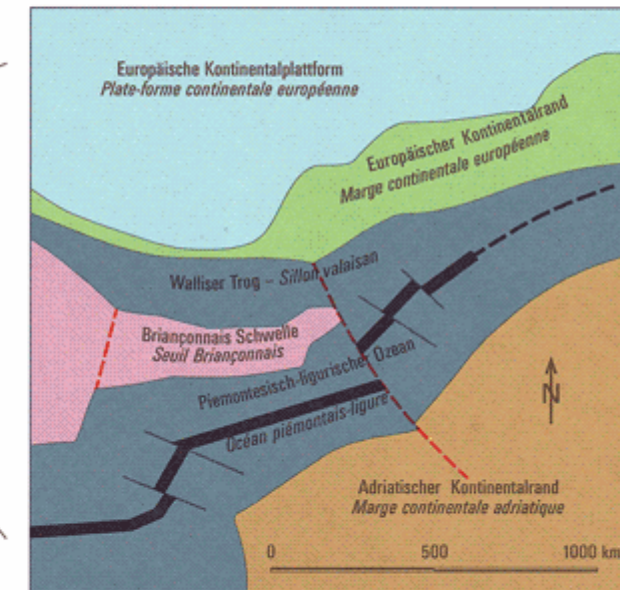 Europäische Kontinentalplattform
Plate-forme continentale européenne
Europäischer Kontinentalrand
Marge continentale européenne
Walliser Trog – Sillon valaisan
Briançonnais Schwelle
Seuil Briançonnais
Piemontesisch-ligurischer Ozean
Océan piémontais-ligure
N
Adriatischer Kontinentalrand
Marge continentale adriatique
0 500 1000 km